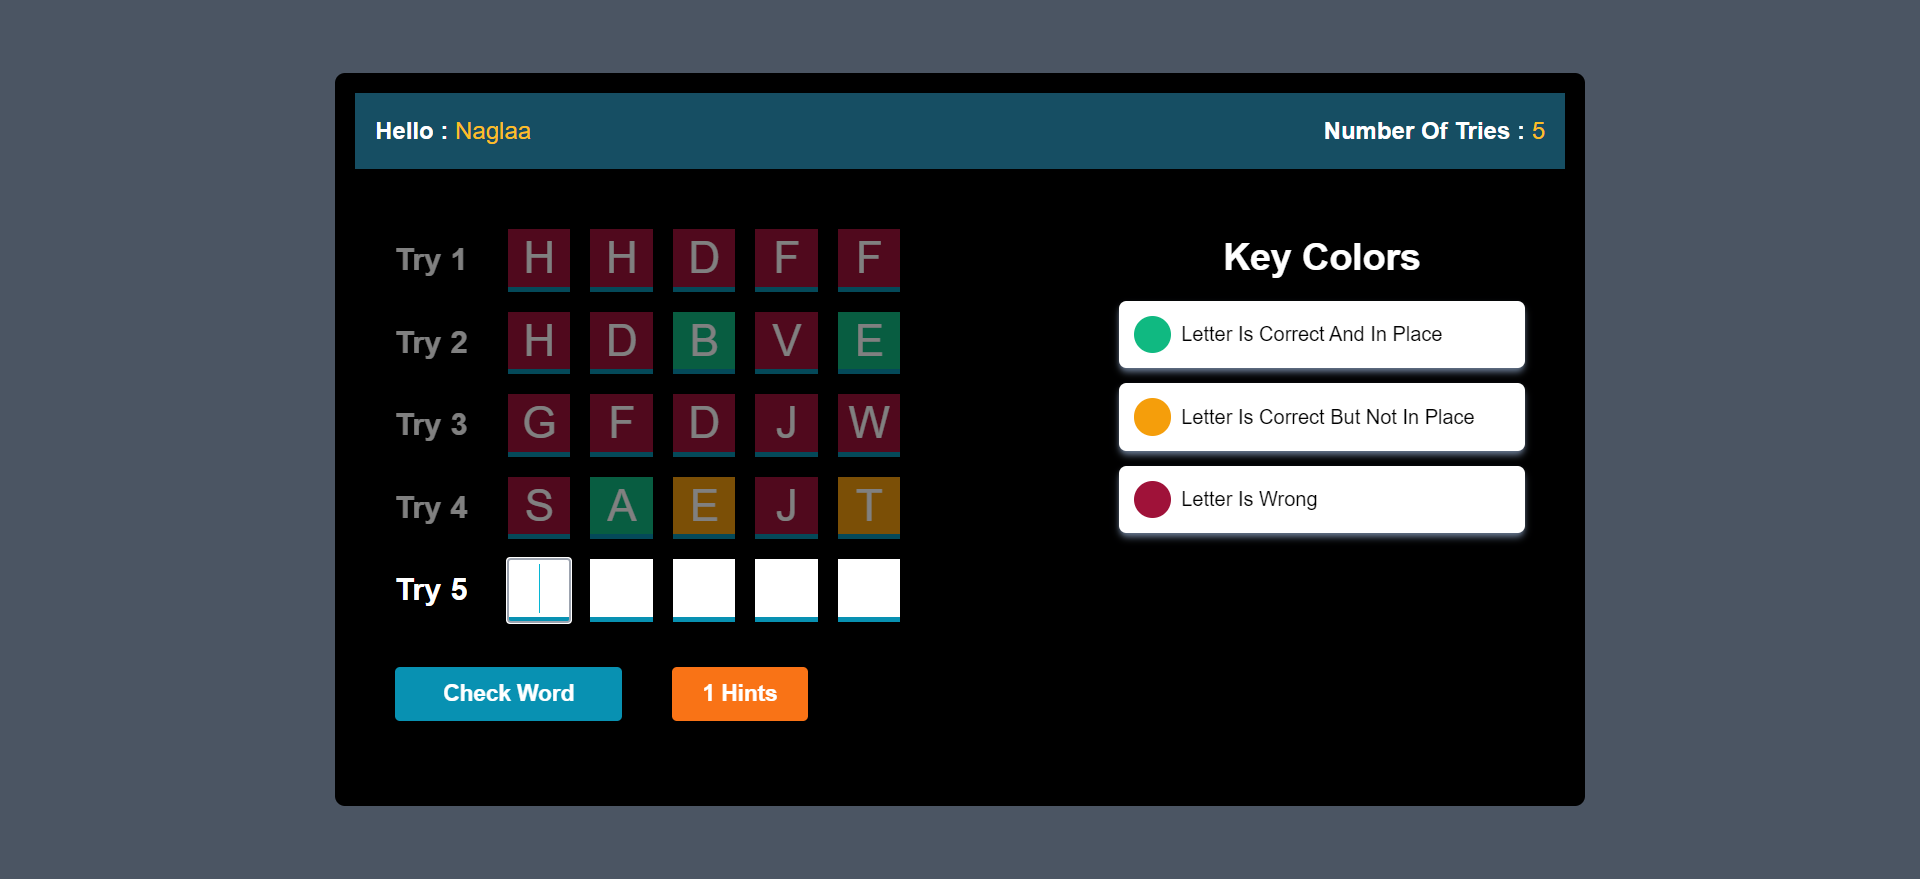 Hello : Naglaa
Number Of Tries : 5
Try 1 H H D F F
Try 2 H D B V E
Try 3 G F D J W
Try 4 S A E J T
Try 5
Check Word
1 Hints
Key Colors
Letter Is Correct And In Place
Letter Is Correct But Not In Place
Letter Is Wrong